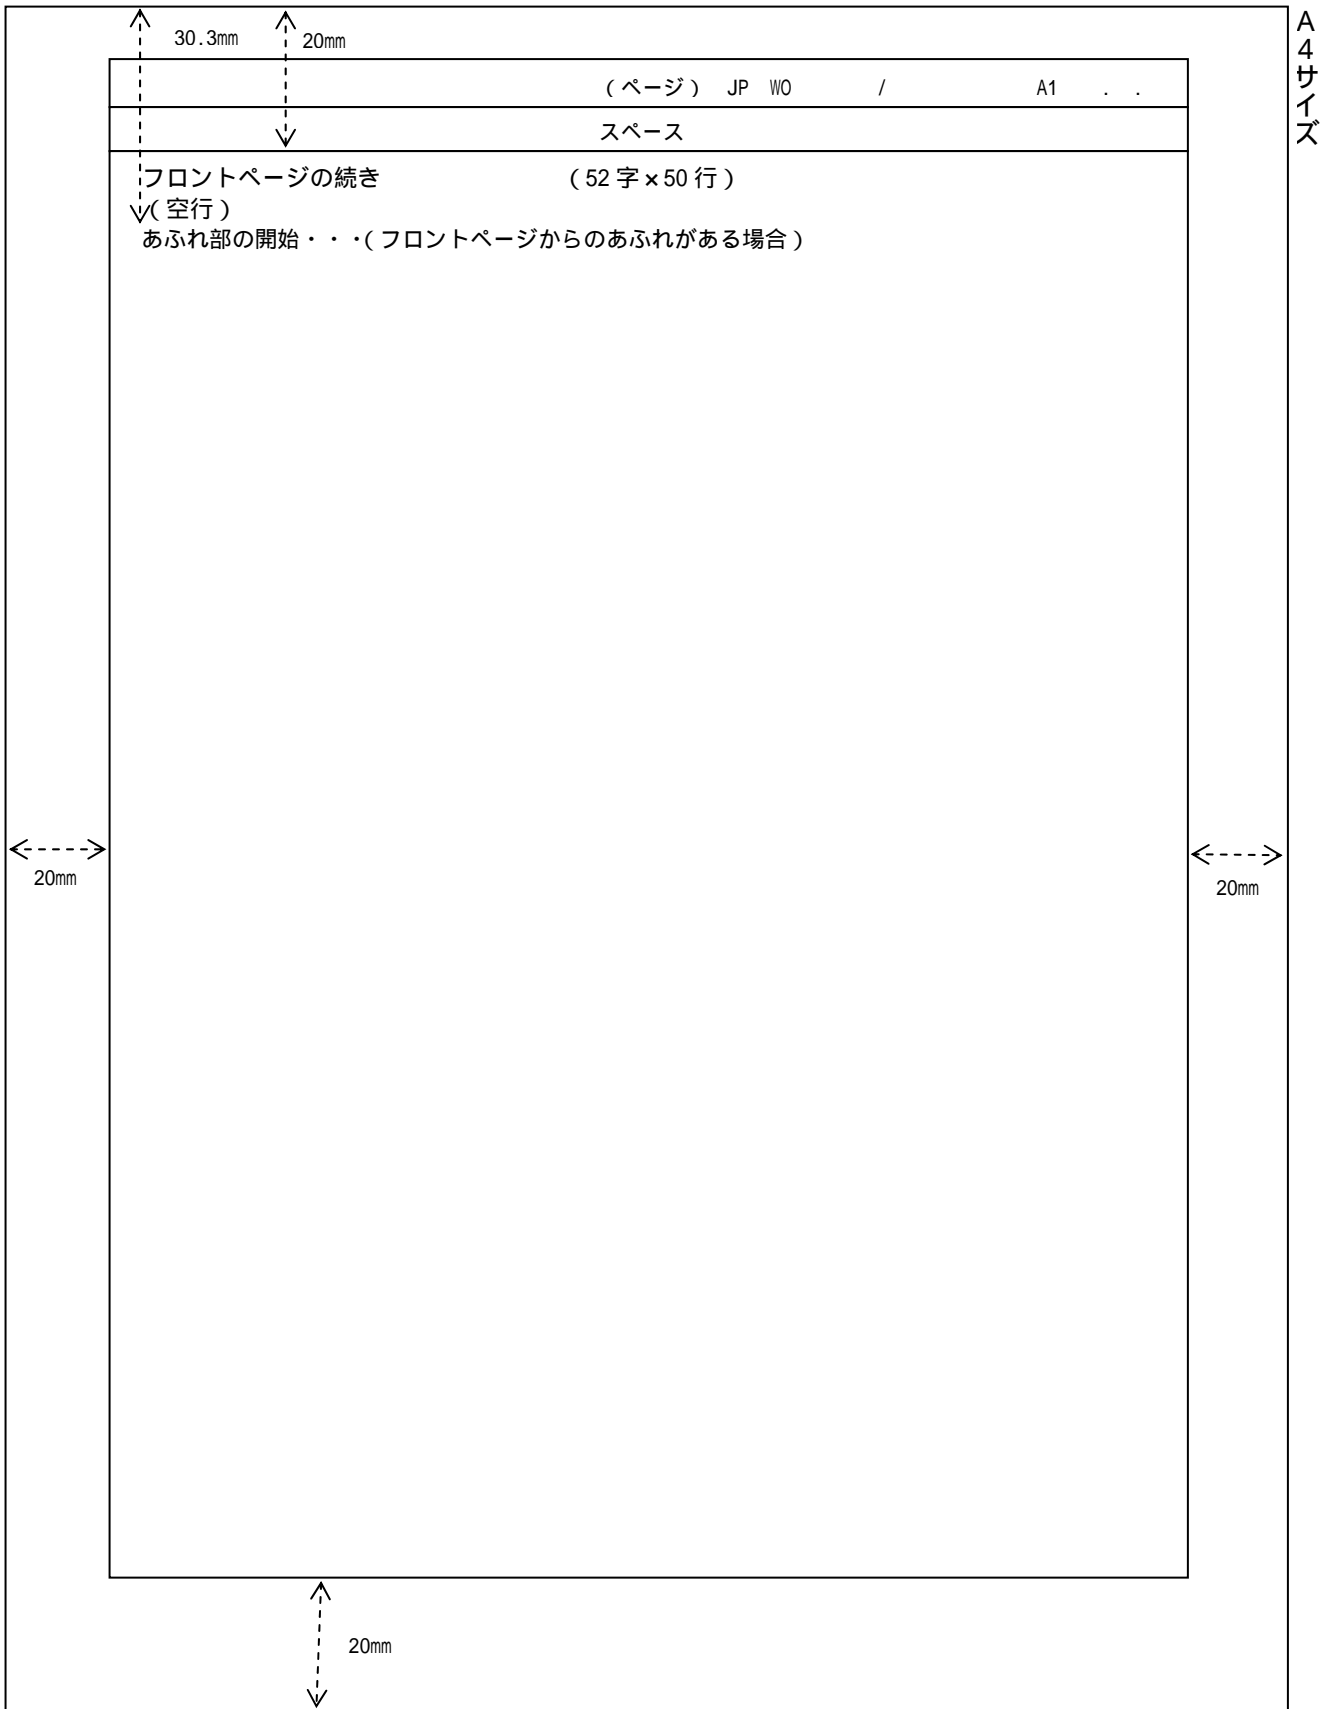 A4サイズ
30.3㎜
20㎜
(ページ) JP WO / A1 . .
スペース
フロントページの続き (52字×50行)
(空行)
あふれ部の開始・・・(フロントページからのあふれがある場合)
20㎜
20㎜
20㎜